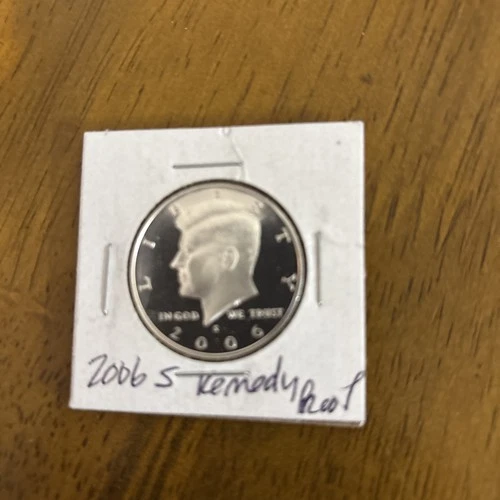 LIBERTY
IN GOD WE TRUST
S
2006
2006 S Kennedy Proof